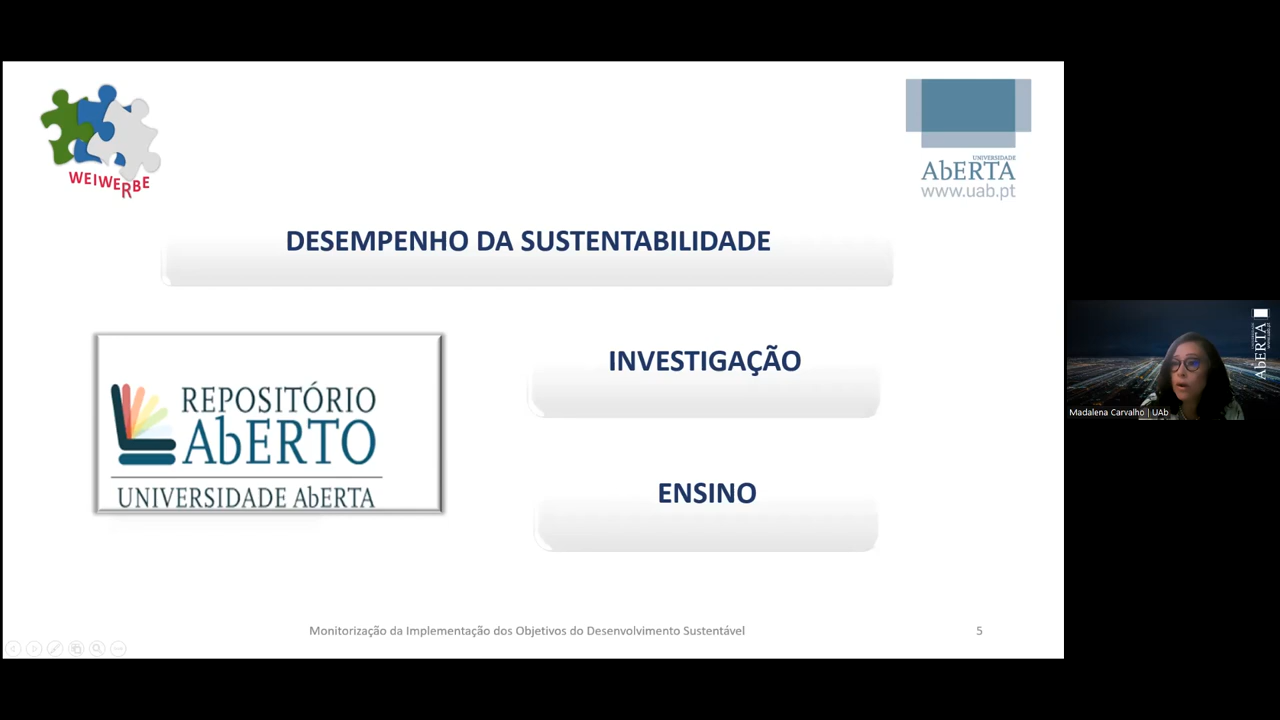 WEIWERBE
UNIVERSIDADE
AbERTA
www.uab.pt
DESEMPENHO DA SUSTENTABILIDADE
REPOSITÓRIO
AbERTO
UNIVERSIDADE AbERTA
INVESTIGAÇÃO
ENSINO
Monitorização da Implementação dos Objetivos do Desenvolvimento Sustentável
5
AbERTA
Madalena Carvalho | UAb